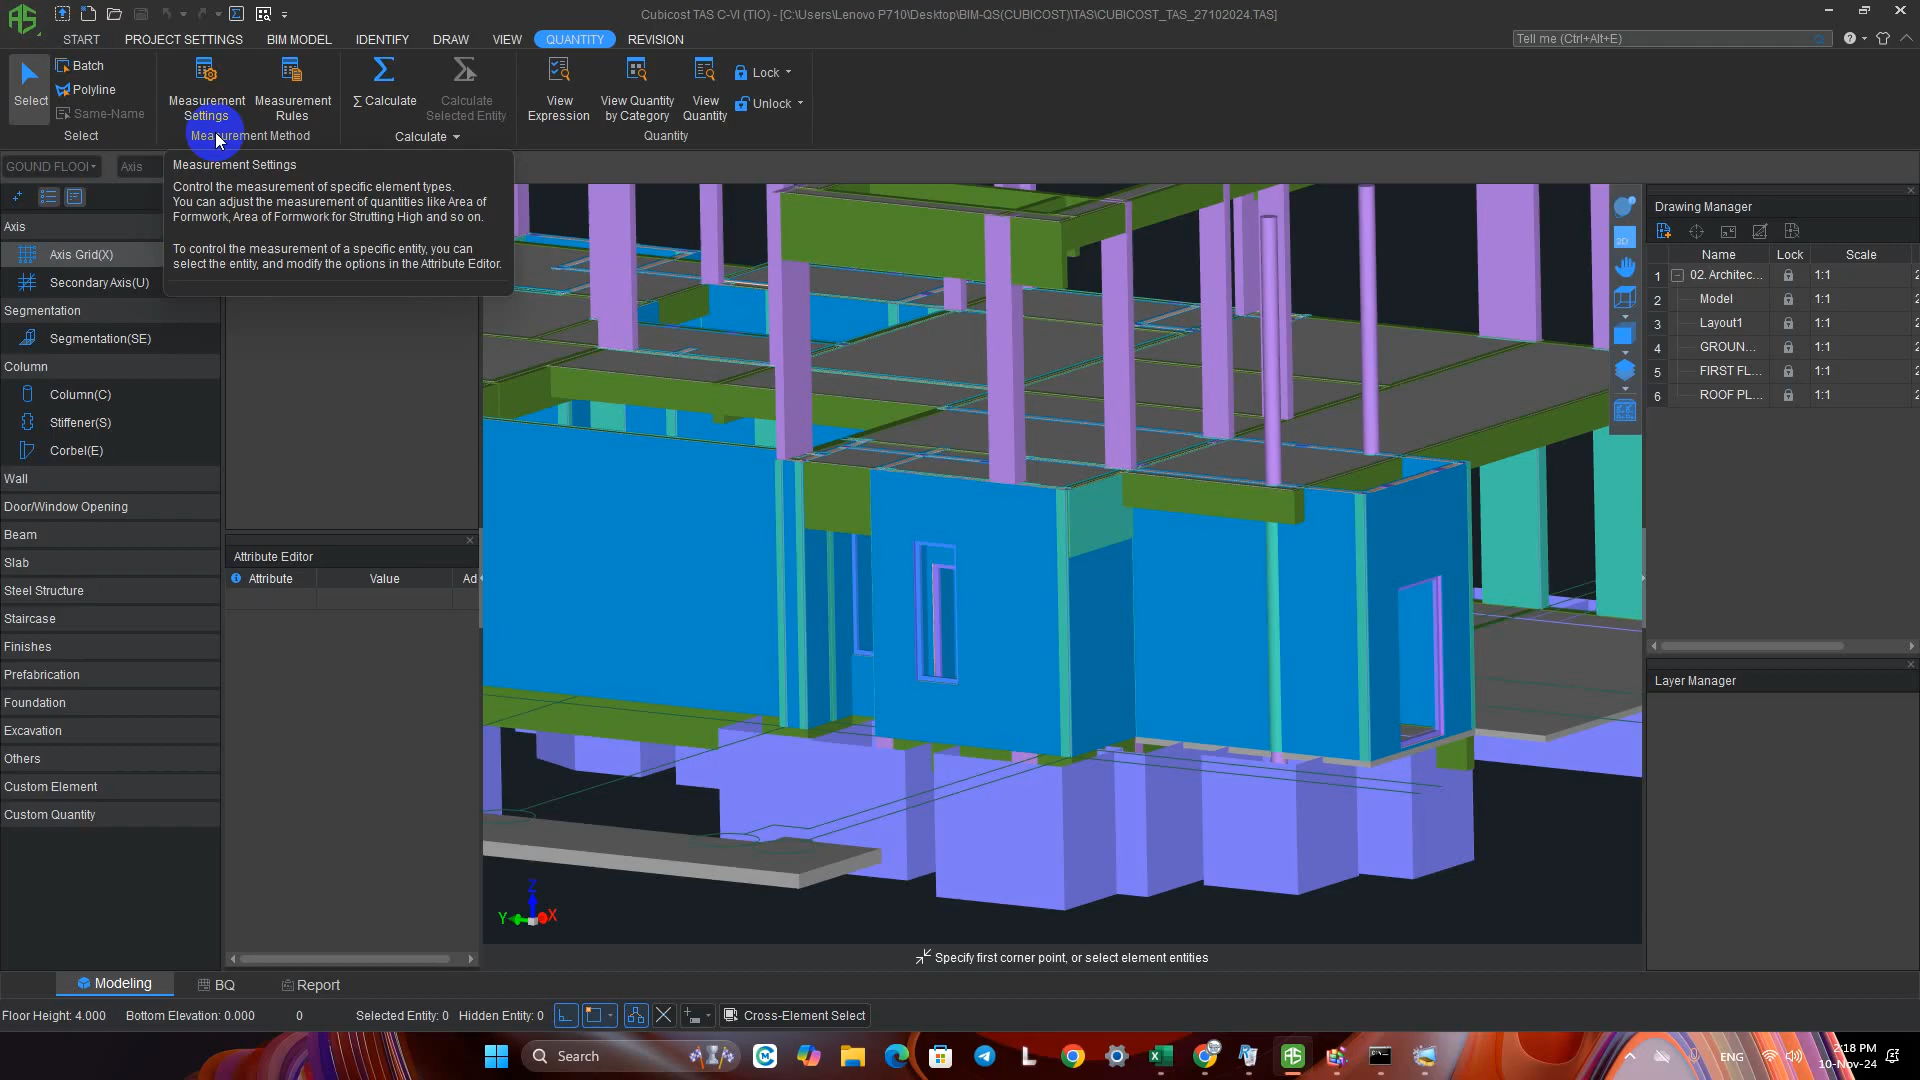 Cubicost TAS C-VI (TIO) - [C:\Users\Lenovo P710\Desktop\BIM-QS(CUBICOST)\TAS\CUBICOST_TAS_27102024.TAS]
START
PROJECT SETTINGS
BIM MODEL
IDENTIFY
DRAW
VIEW
QUANTITY
REVISION
Tell me (Ctrl+Alt+E)
Select
Batch
Polyline
Same-Name
Select
Measurement
Settings
Measurement
Rules
Measurement Method
Σ Calculate
Calculate
Selected Entity
Calculate
View
Expression
View Quantity
by Category
View
Quantity
Lock
Unlock
Quantity
GOUND FLOOI
Axis
Measurement Settings
Control the measurement of specific element types.
You can adjust the measurement of quantities like Area of
Formwork, Area of Formwork for Strutting High and so on.
To control the measurement of a specific entity, you can
select the entity, and modify the options in the Attribute Editor.
Axis
Axis Grid(X)
Secondary Axis(U)
Segmentation
Segmentation(SE)
Column
Column(C)
Stiffener(S)
Corbel(E)
Wall
Door/Window Opening
Beam
Slab
Steel Structure
Staircase
Finishes
Prefabrication
Foundation
Excavation
Others
Custom Element
Custom Quantity
Attribute Editor
Attribute
Value
Ad
2D
Z
Y
X
Drawing Manager
Name
Lock
Scale
1
02. Architec...
1:1
2
Model
1:1
3
Layout1
1:1
4
GROUN...
1:1
5
FIRST FL...
1:1
6
ROOF PL...
1:1
Layer Manager
Specify first corner point, or select element entities
Modeling
BQ
Report
Floor Height: 4.000
Bottom Elevation: 0.000
0
Selected Entity: 0
Hidden Entity: 0
Cross-Element Select
Search
ENG
2:18 PM
10-Nov-24